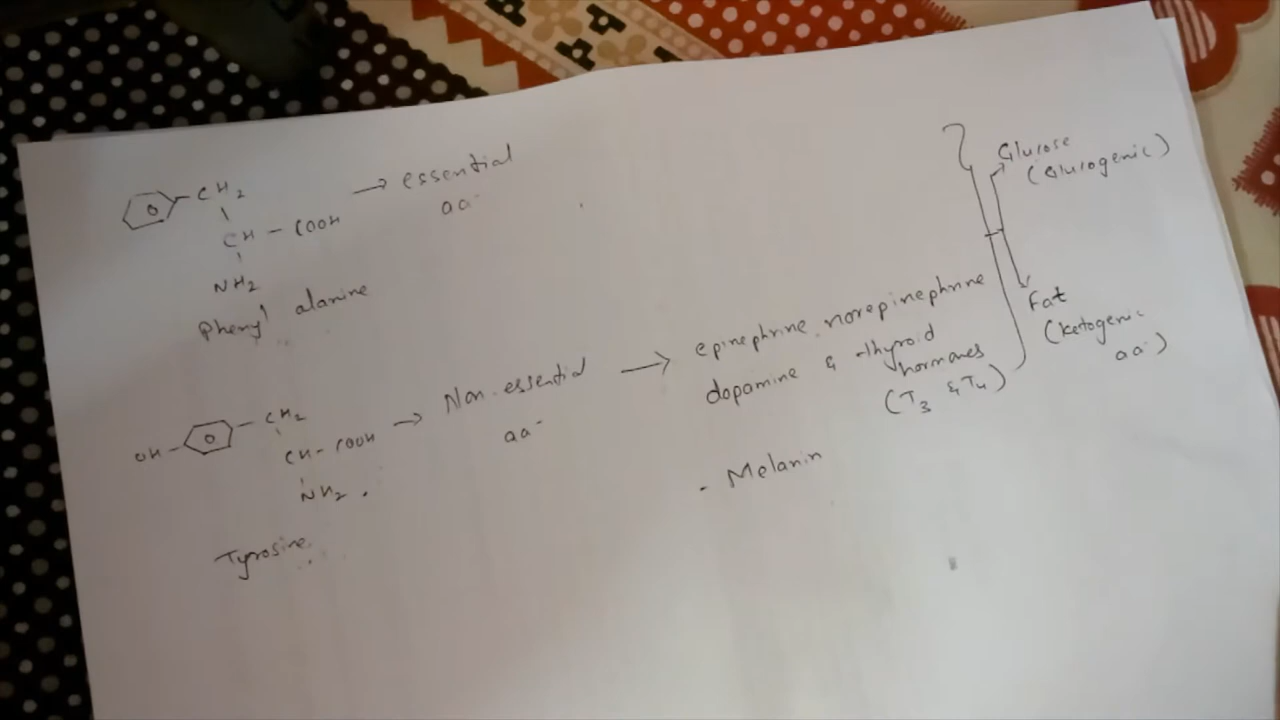 CH2
CH - COOH → essential
aa
NH2
Phenyl alanine
OH - CH2
CH - COOH → Non-essential
aa
NH2.
Tyrosine
→ epinephrine, norepinephrine
dopamine & thyroid
hormones
(T3 & T4)
- Melanin
Glucose
(Glucogenic)
Fat
(ketogenic
aa)